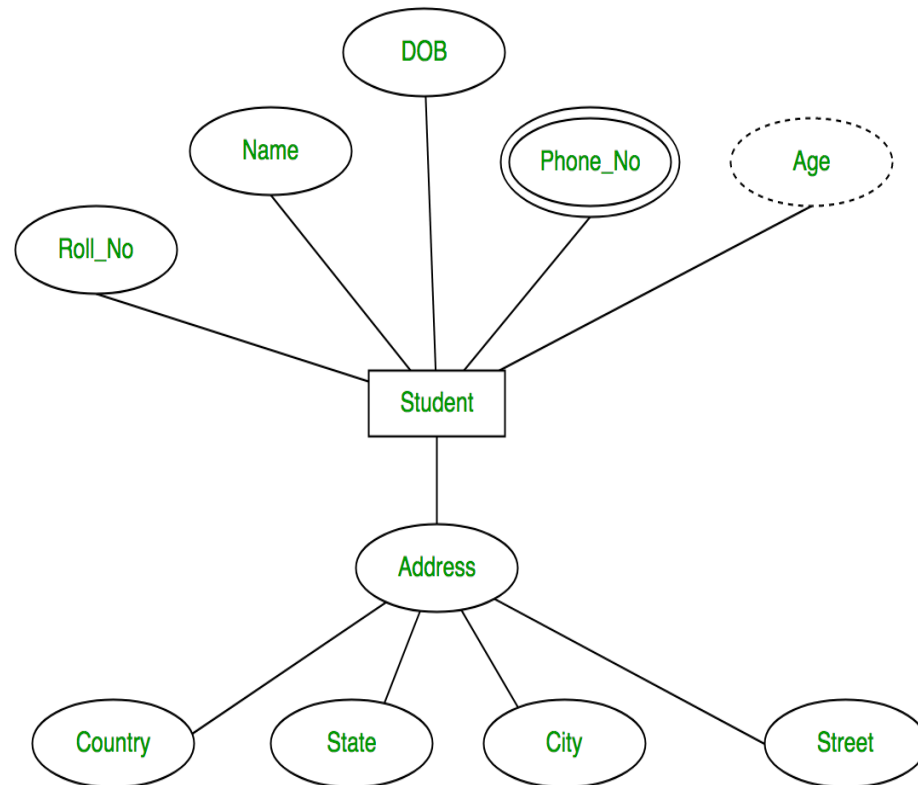 DOB
Name
Phone_No
Age
Roll_No
Student
Address
Country
State
City
Street